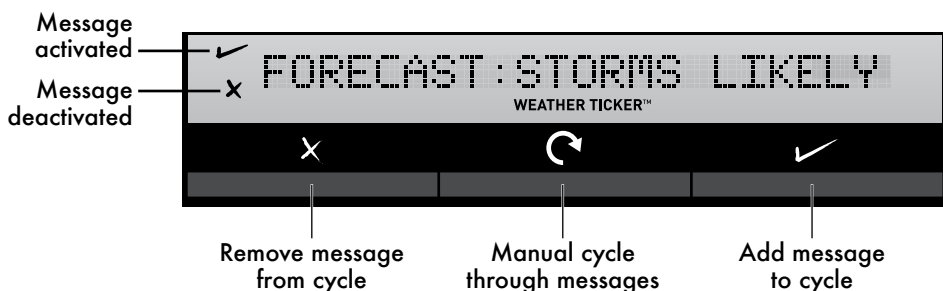 Message
activated
Message
deactivated
FORECAST:STORMS LIKELY
WEATHER TICKER™
Remove message
from cycle
Manual cycle
through messages
Add message
to cycle